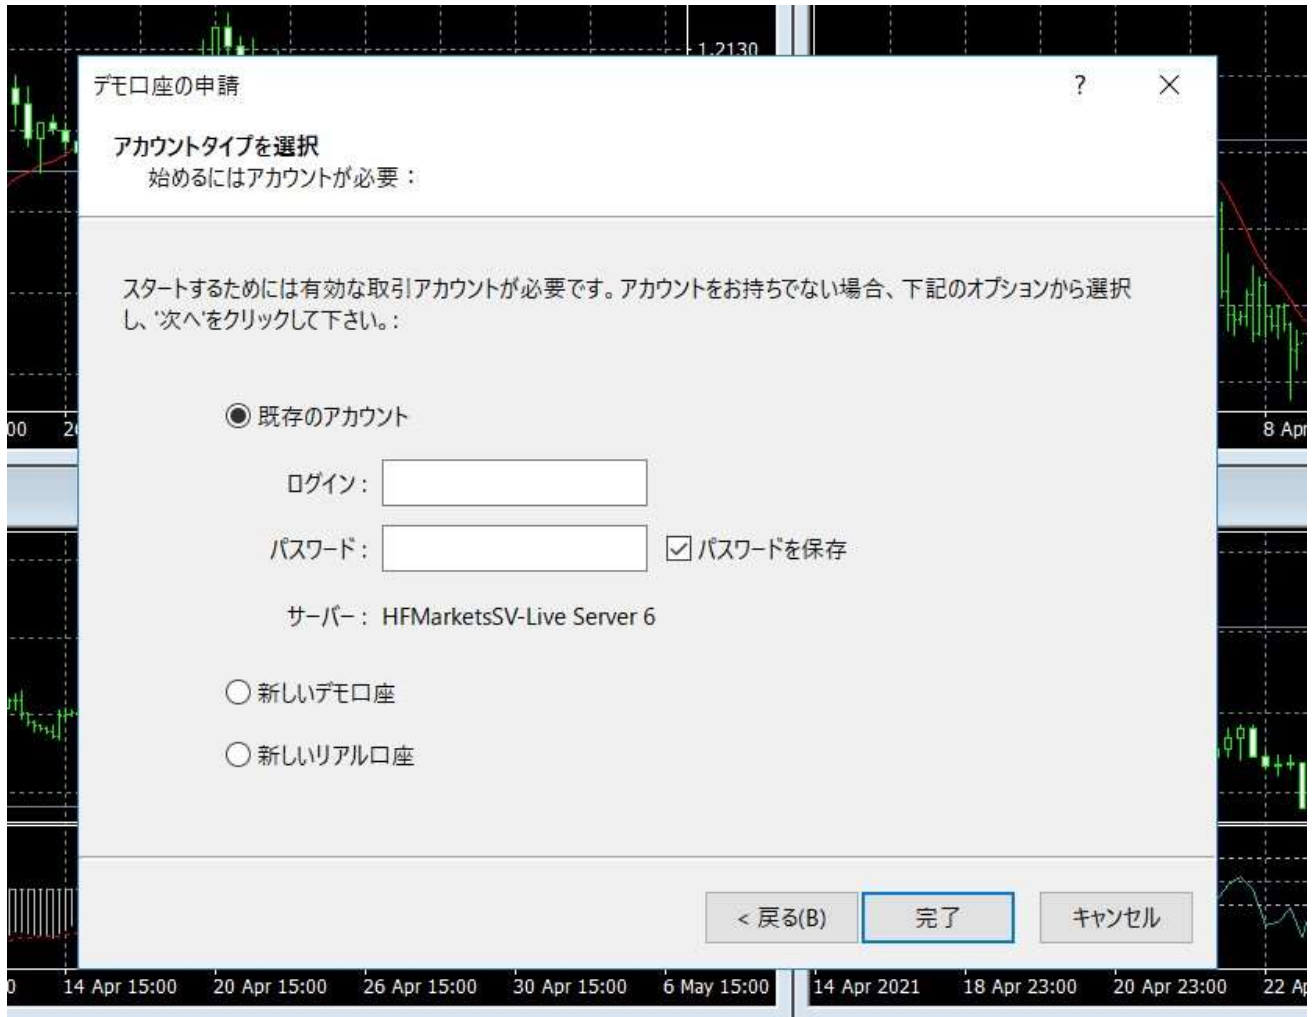 1.2130
デモ口座の申請
?
アカウントタイプを選択
始めるにはアカウントが必要：
スタートするためには有効な取引アカウントが必要です。アカウントをお持ちでない場合、下記のオプションから選択
し、'次へ'をクリックして下さい。:
既存のアカウント
00
8 Apr
ログイン：
パスワード：
パスワードを保存
サーバー： HFMarketsSV-Live Server 6
新しいデモ口座
新しいリアル口座
< 戻る(B)
完了
キャンセル
14 Apr 15:00 20 Apr 15:00 26 Apr 15:00 30 Apr 15:00 6 May 15:00 14 Apr 2021 18 Apr 23:00 20 Apr 23:00 22